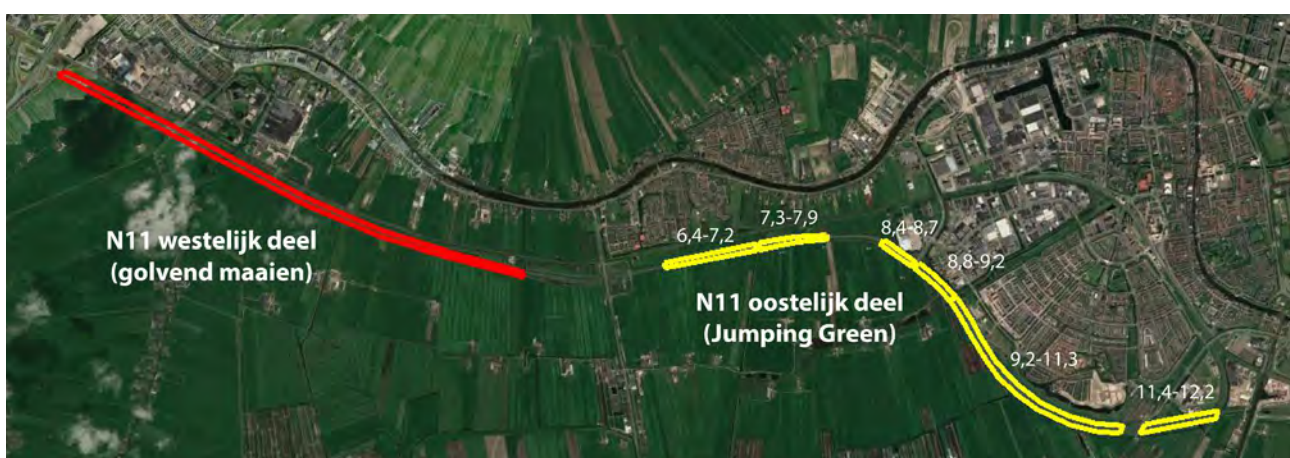 N11 westelijk deel
(golvend maaien)
6,4-7,2
7,3-7,9
8,4-8,7
8,8-9,2
N11 oostelijk deel
(Jumping Green)
9,2-11,3
11,4-12,2